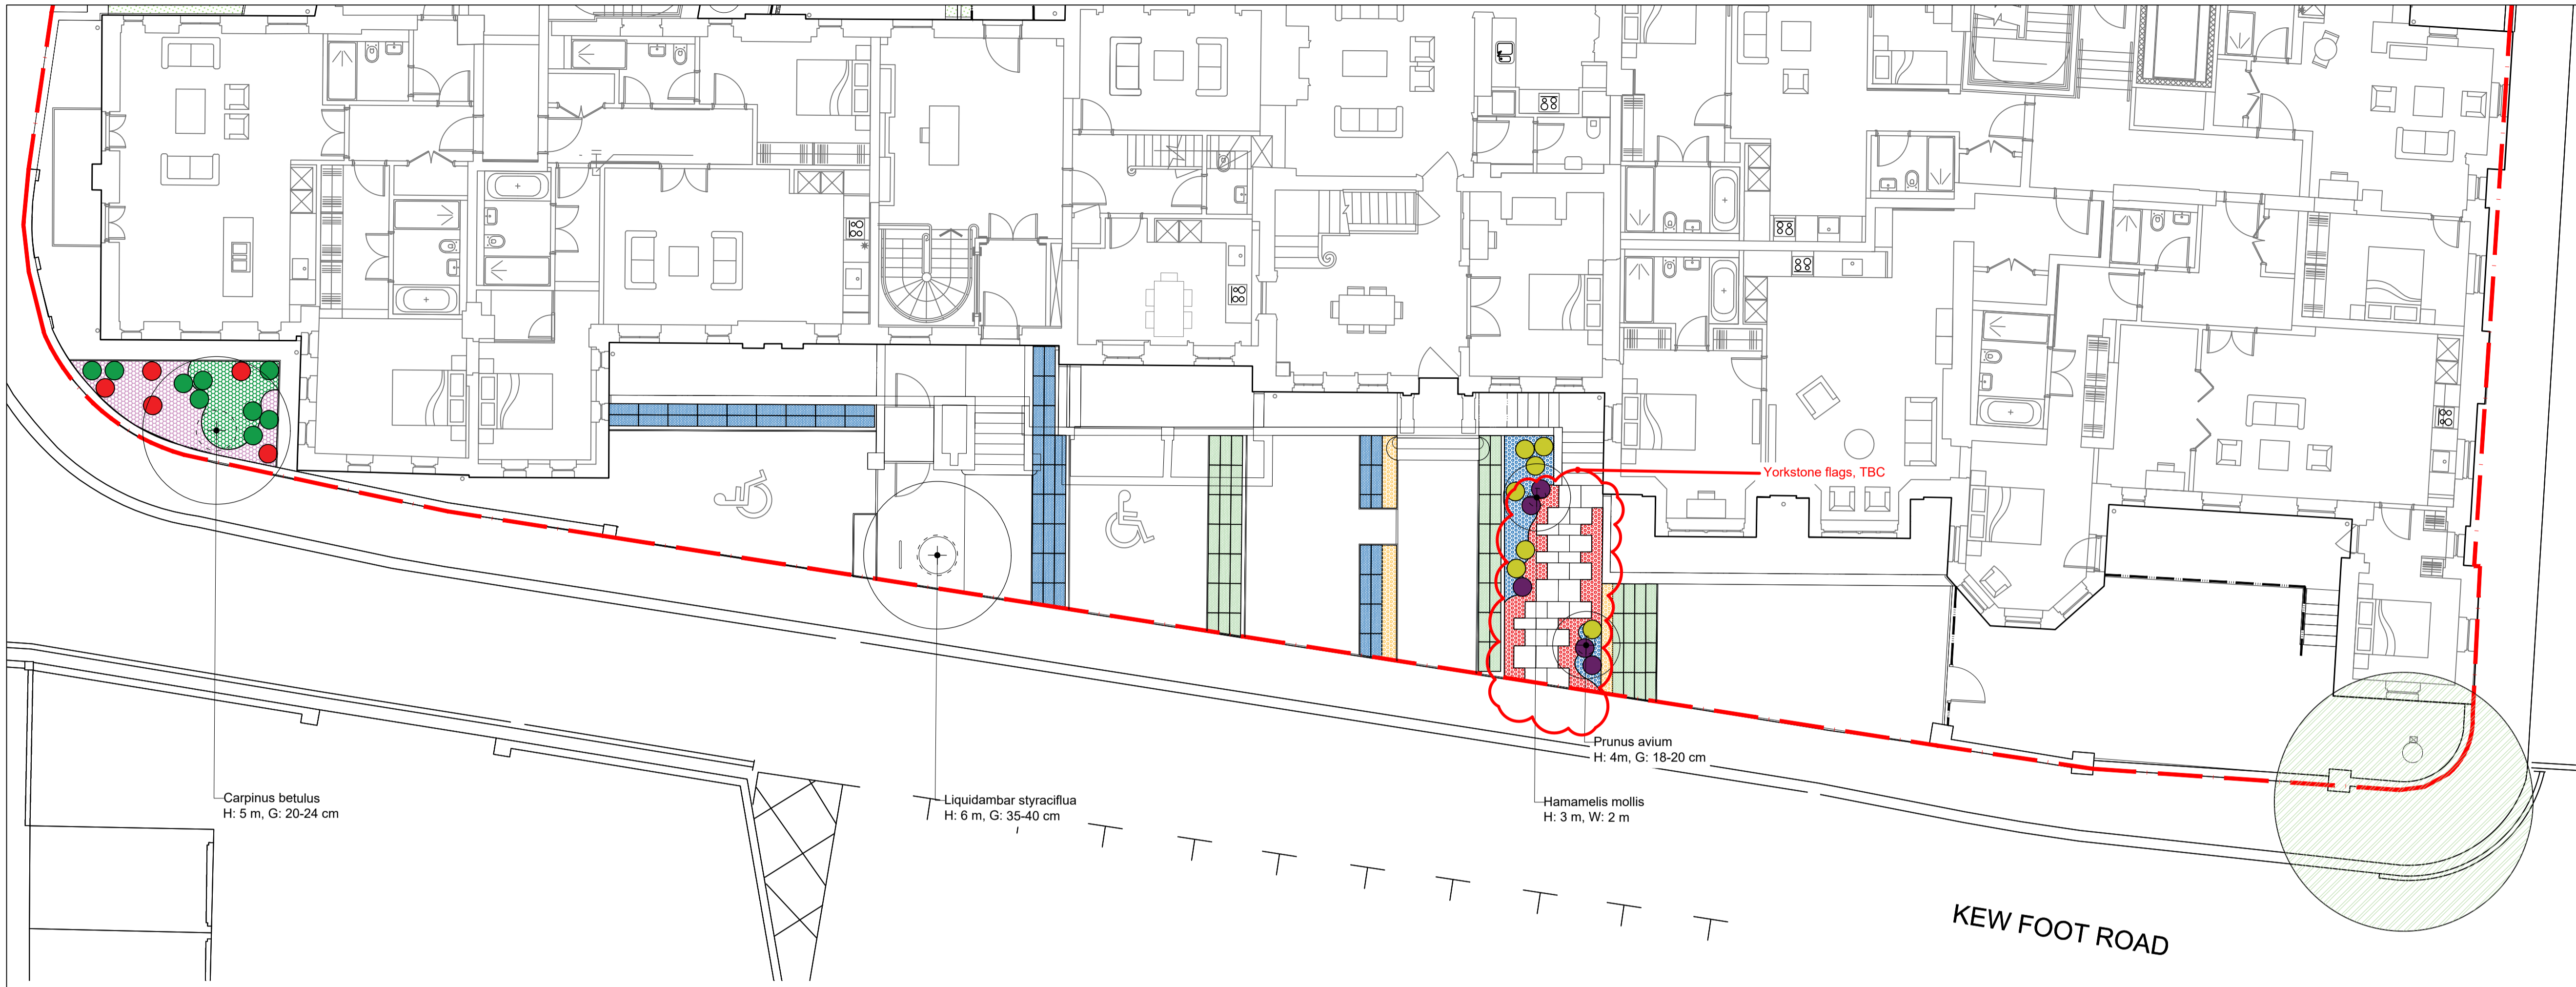 Yorkstone flags, TBC
Prunus avium
H: 4m, G: 18-20 cm
Carpinus betulus
H: 5 m, G: 20-24 cm
Liquidambar styraciflua
H: 6 m, G: 35-40 cm
Hamamelis mollis
H: 3 m, W: 2 m
KEW FOOT ROAD